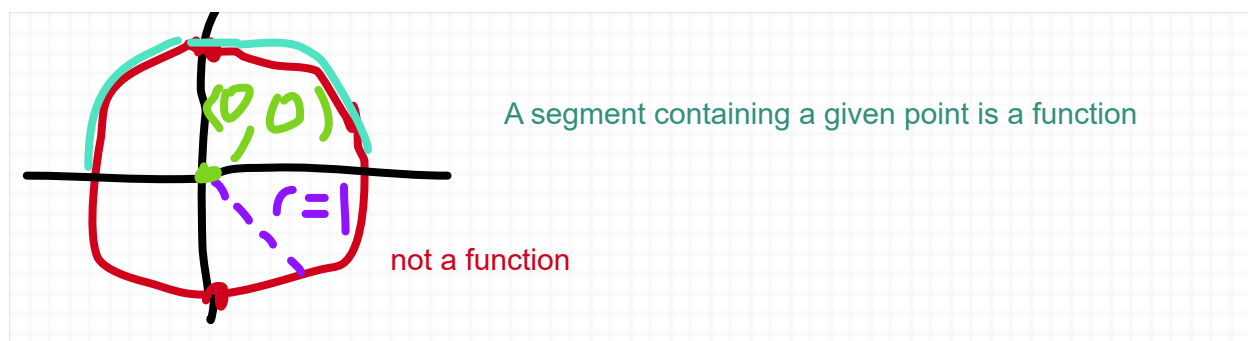 (0, 0)
A segment containing a given point is a function
r=1
not a function